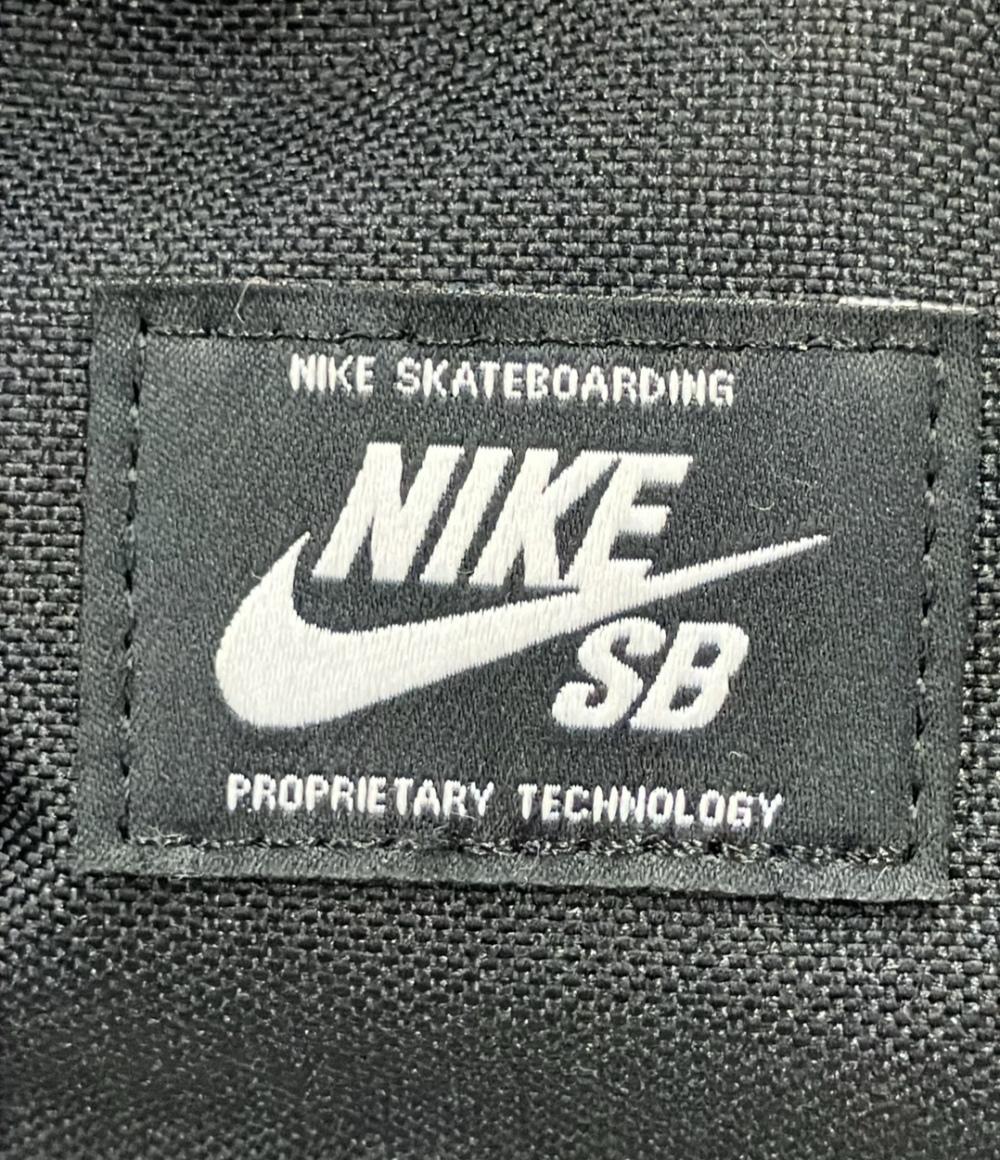 NIKE SKATEBOARDING
NIKE
SB
PROPRIETARY TECHNOLOGY